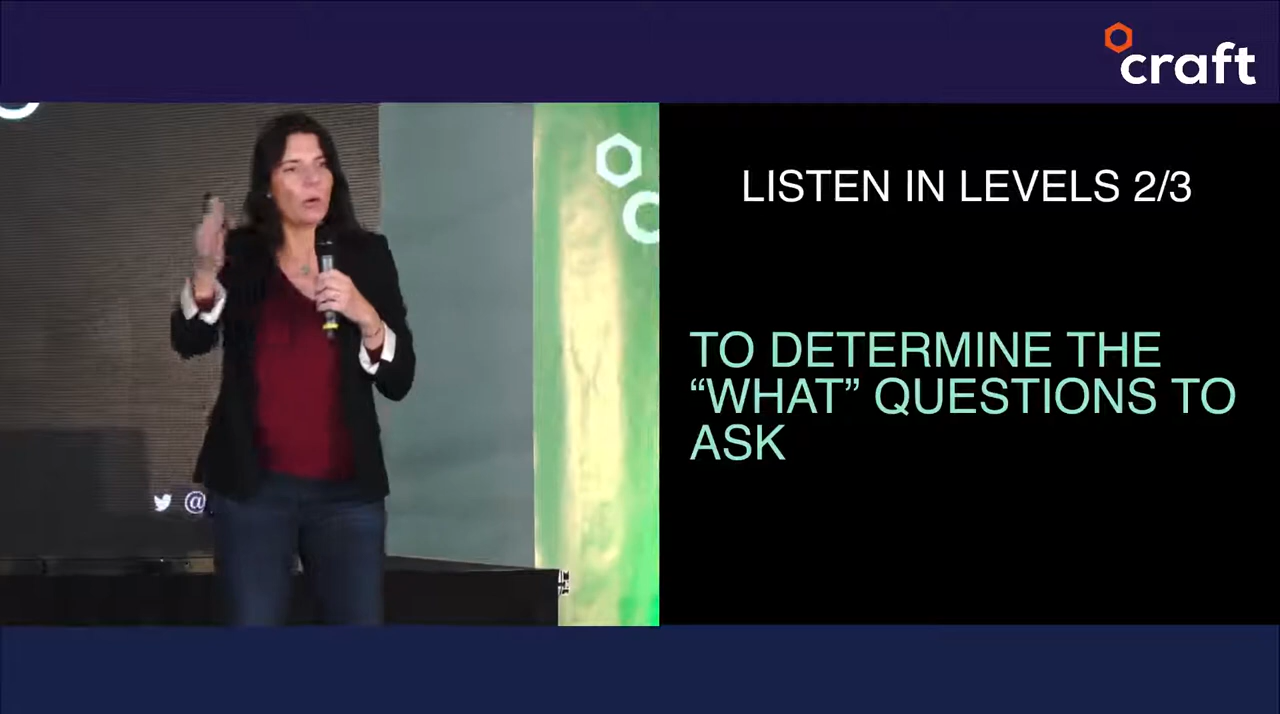 craft
LISTEN IN LEVELS 2/3
TO DETERMINE THE
“WHAT” QUESTIONS TO
ASK
@